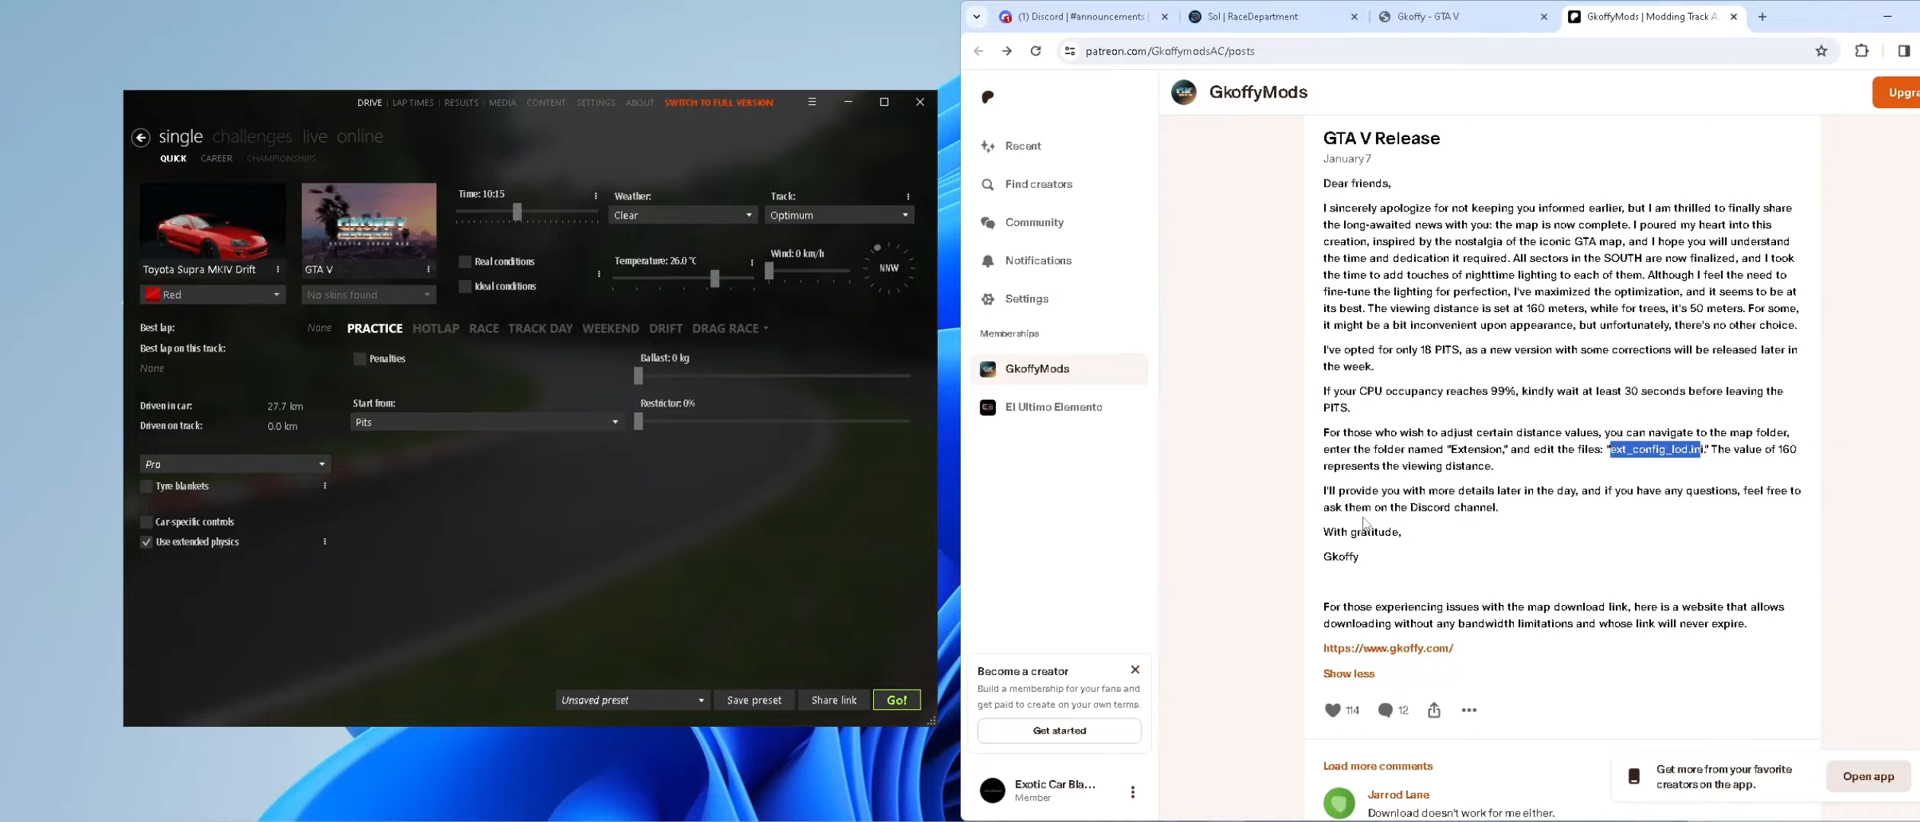 DRIVE | LAP TIMES | RESULTS | MEDIA CONTENT SETTINGS ABOUT SWITCH TO FULL VERSION
single challenges live online
QUICK CAREER CHAMPIONSHIPS
GKOFFY
Toyota Supra MKIV Drift
GTA V
Red
No skins found
Time: 10:15
Weather:
Track:
Clear
Optimum
Real conditions
Ideal conditions
Temperature: 26.0 °C
Wind: 0 km/h
NNW
Best lap:
None
Best lap on this track:
None
Driven in car: 27.7 km
Driven on track: 0.0 km
Pro
Tyre blankets
Car-specific controls
Use extended physics
PRACTICE HOTLAP RACE TRACK DAY WEEKEND DRIFT DRAG RACE
Penalties
Ballast: 0 kg
Start from:
Restrictor: 0%
Pits
Unsaved preset
Save preset
Share link
Go!
(1) Discord | #announcements |
Sol | RaceDepartment
Gkoffy - GTA V
GkoffyMods | Modding Track A
patreon.com/GkoffymodsAC/posts
Recent
Find creators
Community
Notifications
Settings
Memberships
GkoffyMods
El Ultimo Elemento
Become a creator
Build a membership for your fans and
get paid to create on your own terms.
Get started
Exotic Car Bla...
Member
GkoffyMods
Upgra
GTA V Release
January 7
Dear friends,
I sincerely apologize for not keeping you informed earlier, but I am thrilled to finally share
the long-awaited news with you: the map is now complete. I poured my heart into this
creation, inspired by the nostalgia of the iconic GTA map, and I hope you will understand
the time and dedication it required. All sectors in the SOUTH are now finalized, and I took
the time to add touches of nighttime lighting to each of them. Although I feel the need to
fine-tune the lighting for perfection, I've maximized the optimization, and it seems to be at
its best. The viewing distance is set at 160 meters, while for trees, it's 50 meters. For some,
it might be a bit inconvenient upon appearance, but unfortunately, there's no other choice.
I've opted for only 18 PITS, as a new version with some corrections will be released later in
the week.
If your CPU occupancy reaches 99%, kindly wait at least 30 seconds before leaving the
PITS.
For those who wish to adjust certain distance values, you can navigate to the map folder,
enter the folder named "Extension," and edit the files: "ext_config_lod.ini." The value of 160
represents the viewing distance.
I'll provide you with more details later in the day, and if you have any questions, feel free to
ask them on the Discord channel.
With gratitude,
Gkoffy
For those experiencing issues with the map download link, here is a website that allows
downloading without any bandwidth limitations and whose link will never expire.
https://www.gkoffy.com/
Show less
114
12
Load more comments
Jarrod Lane
Download doesn't work for me either.
Get more from your favorite
creators on the app.
Open app